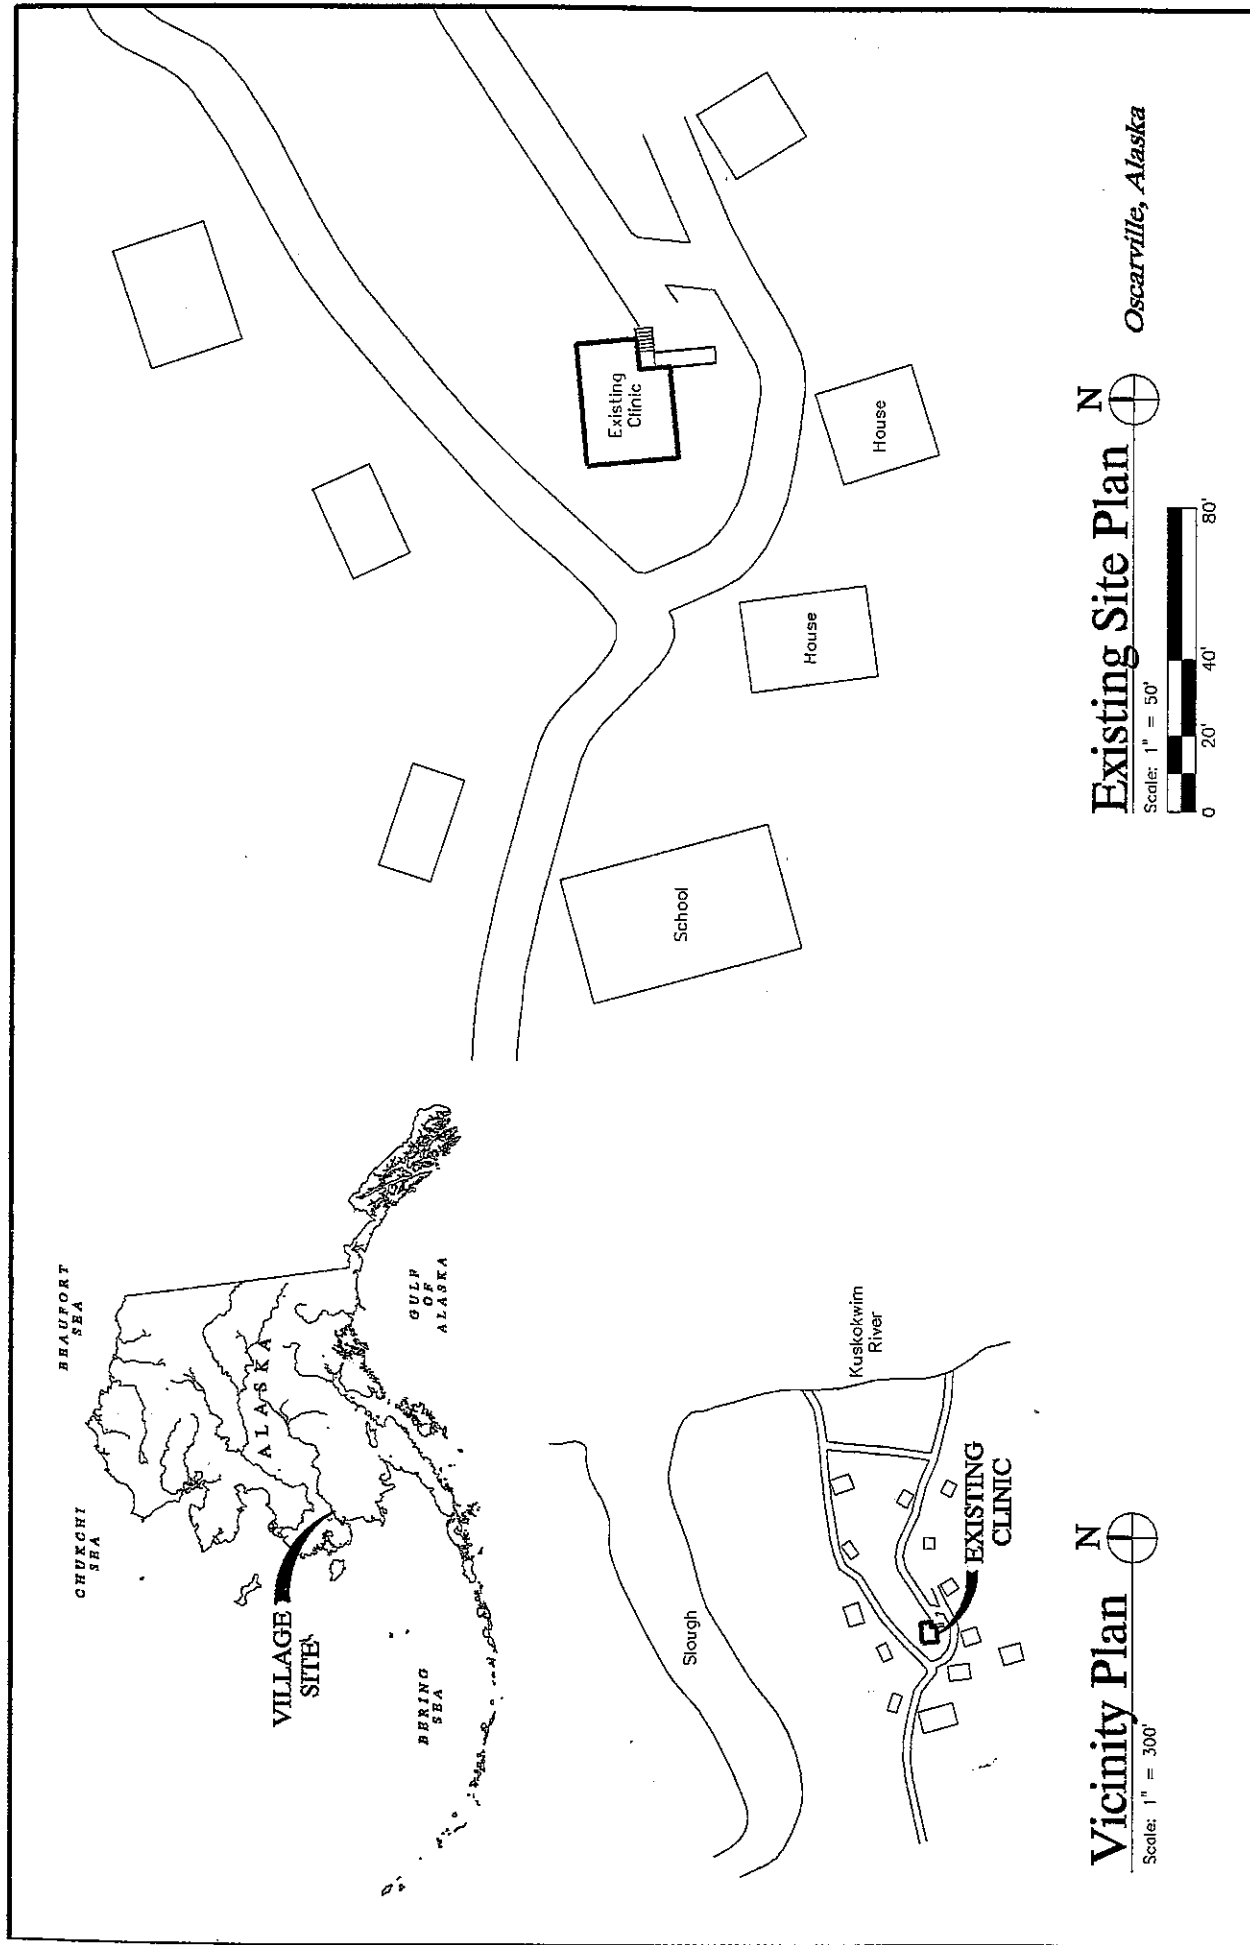 BEAUFORT
SEA
CHUKCHI
SEA
ALASKA
GULF
OF
ALASKA
VILLAGE
SITE
BERING
SEA
Slough
Kuskokwim
River
EXISTING
CLINIC
Vicinity Plan
N
Scale: 1" = 300'
School
House
House
Existing
Clinic
Existing Site Plan
N
Scale: 1" = 50'
0 20' 40' 80'
Oscarville, Alaska